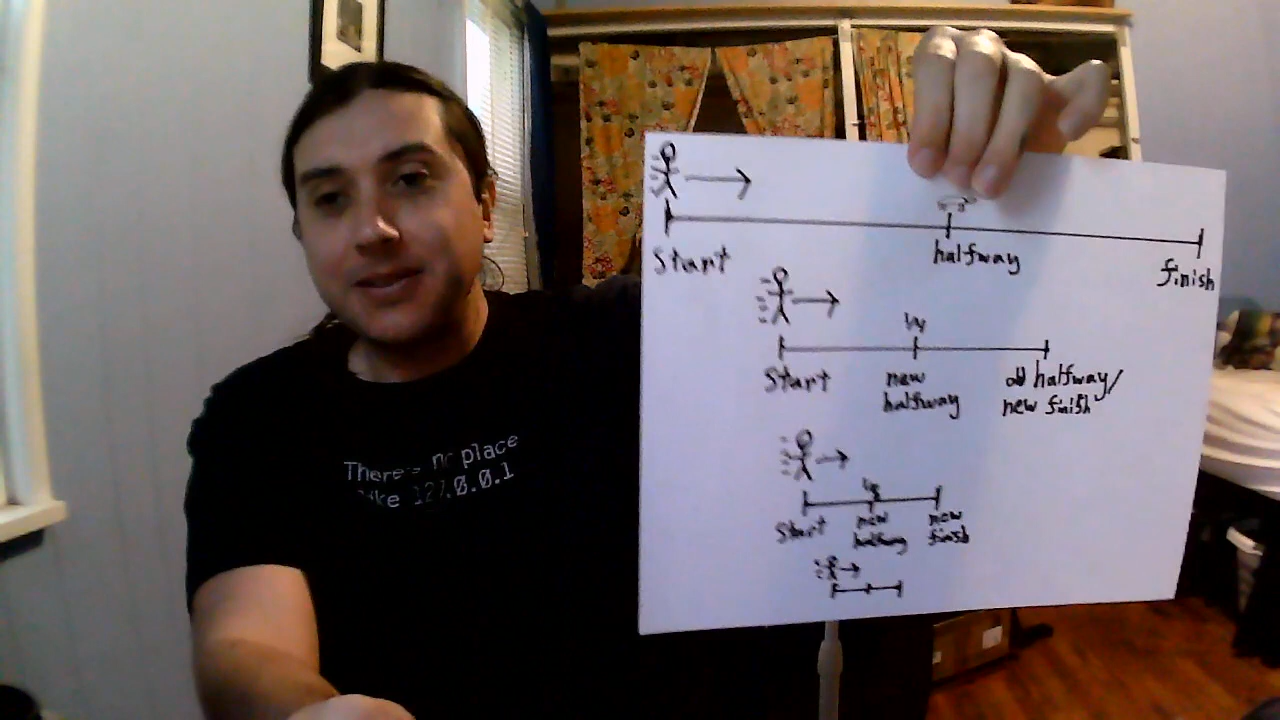 There's no place
like 127.0.0.1
Start
halfway
finish
Start
new
halfway
old halfway/
new finish
Start
new
halfway
new
finish